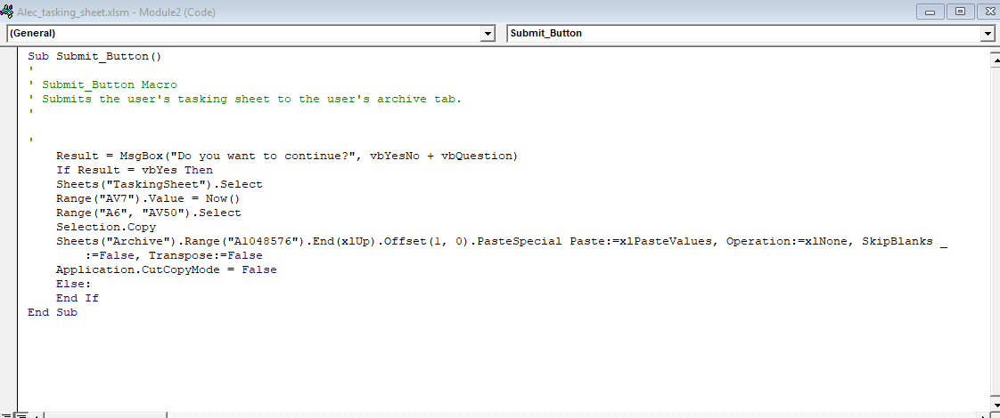 Alec_tasking_sheet.xlsm - Module2 (Code)
(General) Submit_Button
Sub Submit_Button()
'
' Submit_Button Macro
' Submits the user's tasking sheet to the user's archive tab.
'
'
Result = MsgBox("Do you want to continue?", vbYesNo + vbQuestion)
If Result = vbYes Then
Sheets("TaskingSheet").Select
Range("AV7").Value = Now()
Range("A6", "AV50").Select
Selection.Copy
Sheets("Archive").Range("A1048576").End(xlUp).Offset(1, 0).PasteSpecial Paste:=xlPasteValues, Operation:=xlNone, SkipBlanks _
:=False, Transpose:=False
Application.CutCopyMode = False
Else:
End If
End Sub